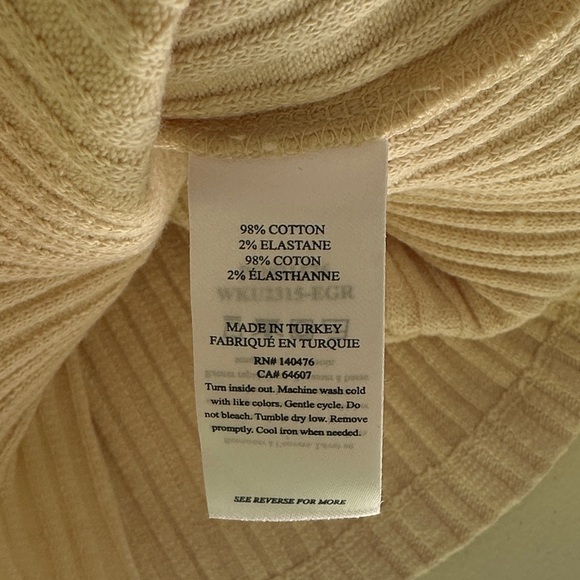 98% COTTON
2% ELASTANE
98% COTON
2% ÉLASTHANNE
WKU2315-EGR
MADE IN TURKEY
FABRIQUÉ EN TURQUIE
RN# 140476
CA# 64607
Turn inside out. Machine wash cold
with like colors. Gentle cycle. Do
not bleach. Tumble dry low. Remove
promptly. Cool iron when needed.
SEE REVERSE FOR MORE